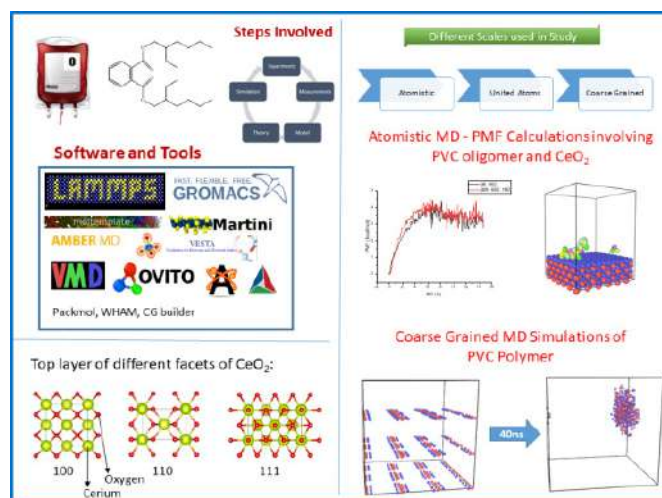 Steps Involved
Experiments
Simulation
Measurements
Theory
Model
Software and Tools
LAMMPS
FAST. FLEXIBLE. FREE.
GROMACS
moltemplate
Martini
AMBER MD
VESTA
VMD
OVITO
Packmol, WHAM, CG builder
Top layer of different facets of CeO₂:
100
110
111
Oxygen
Cerium
Different Scales used in Study
Atomistic
United Atoms
Coarse Grained
Atomistic MD - PMF Calculations involving
PVC oligomer and CeO₂
Coarse Grained MD Simulations of
PVC Polymer
40ns